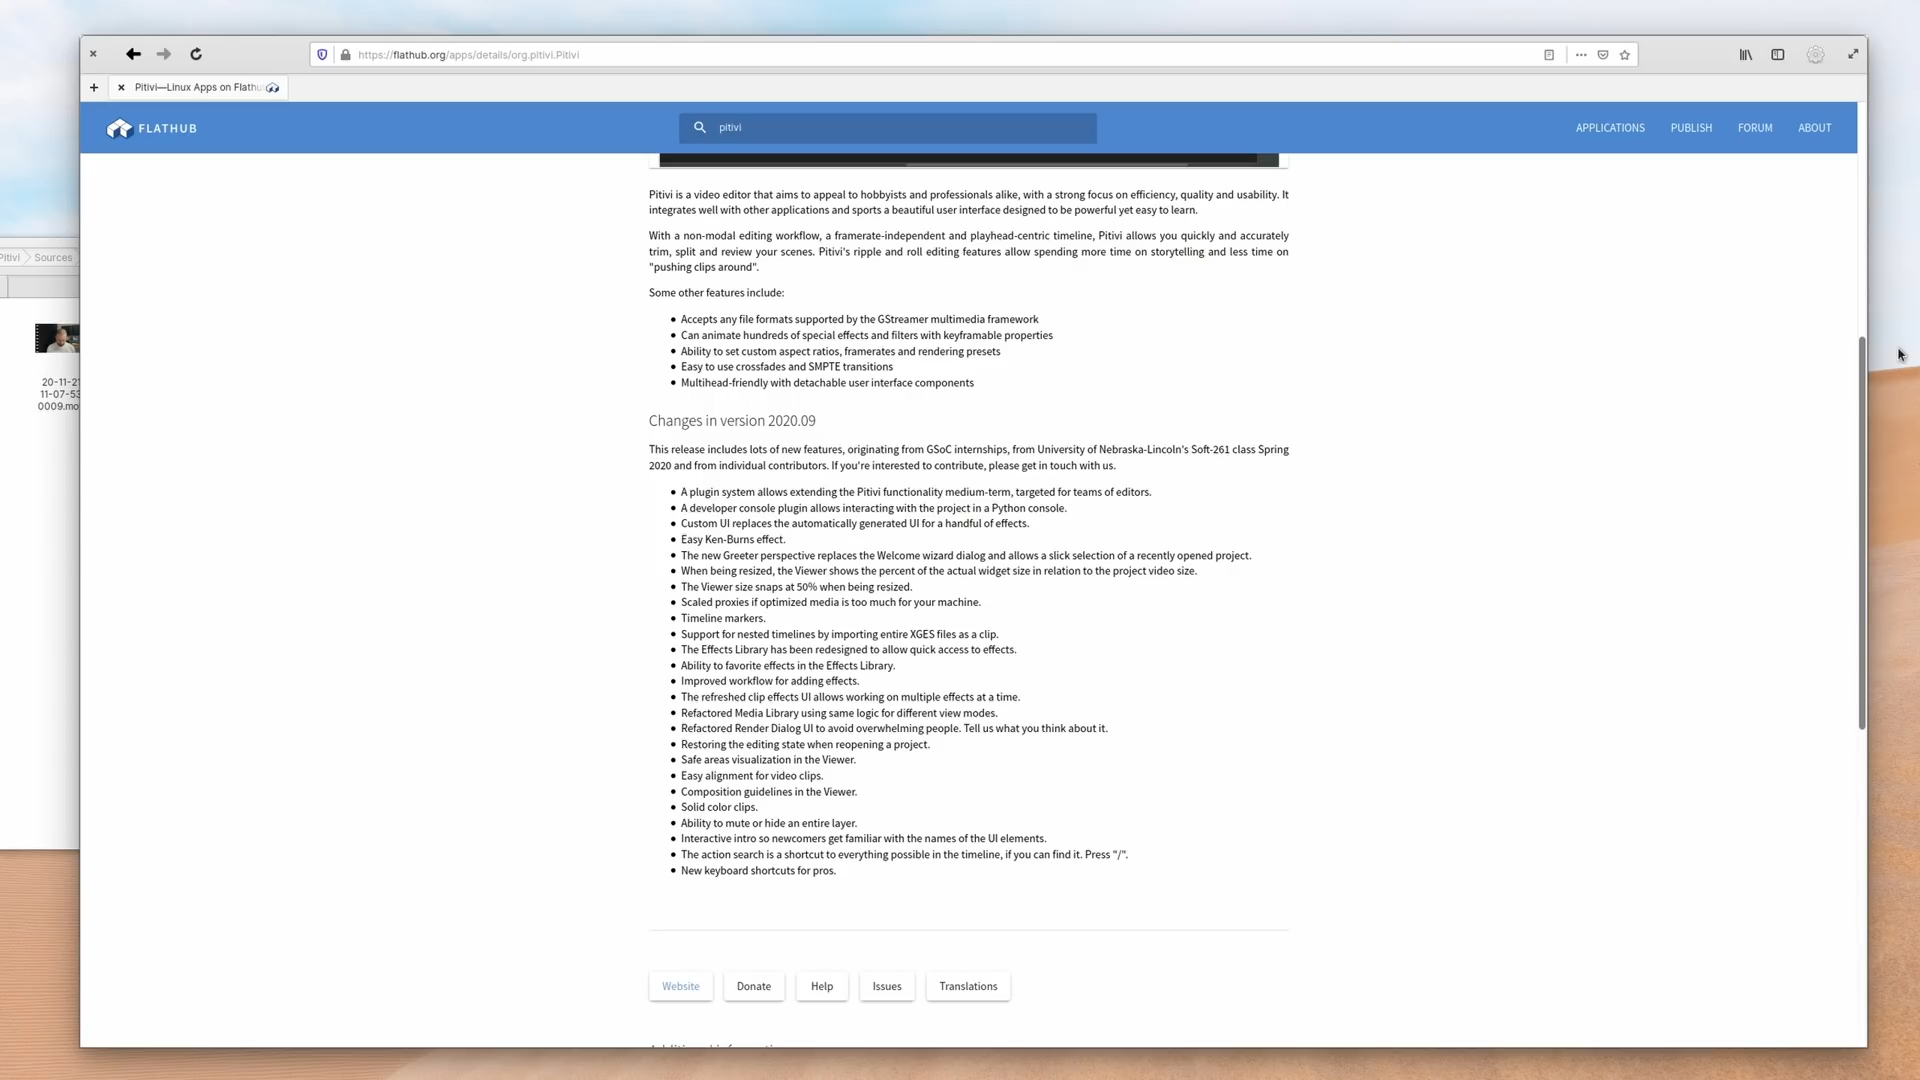 https://flathub.org/apps/details/org.pitivi.Pitivi
Pitivi—Linux Apps on Flathu
FLATHUB
pitivi
APPLICATIONS
PUBLISH
FORUM
ABOUT
Pitivi
Sources
20-11-21
11-07-53
0009.mo
Pitivi is a video editor that aims to appeal to hobbyists and professionals alike, with a strong focus on efficiency, quality and usability. It
integrates well with other applications and sports a beautiful user interface designed to be powerful yet easy to learn.
With a non-modal editing workflow, a framerate-independent and playhead-centric timeline, Pitivi allows you quickly and accurately
trim, split and review your scenes. Pitivi's ripple and roll editing features allow spending more time on storytelling and less time on
"pushing clips around".
Some other features include:
Accepts any file formats supported by the GStreamer multimedia framework
Can animate hundreds of special effects and filters with keyframable properties
Ability to set custom aspect ratios, framerates and rendering presets
Easy to use crossfades and SMPTE transitions
Multihead-friendly with detachable user interface components
Changes in version 2020.09
This release includes lots of new features, originating from GSoC internships, from University of Nebraska-Lincoln's Soft-261 class Spring
2020 and from individual contributors. If you're interested to contribute, please get in touch with us.
A plugin system allows extending the Pitivi functionality medium-term, targeted for teams of editors.
A developer console plugin allows interacting with the project in a Python console.
Custom UI replaces the automatically generated UI for a handful of effects.
Easy Ken-Burns effect.
The new Greeter perspective replaces the Welcome wizard dialog and allows a slick selection of a recently opened project.
When being resized, the Viewer shows the percent of the actual widget size in relation to the project video size.
The Viewer size snaps at 50% when being resized.
Scaled proxies if optimized media is too much for your machine.
Timeline markers.
Support for nested timelines by importing entire XGES files as a clip.
The Effects Library has been redesigned to allow quick access to effects.
Ability to favorite effects in the Effects Library.
Improved workflow for adding effects.
The refreshed clip effects UI allows working on multiple effects at a time.
Refactored Media Library using same logic for different view modes.
Refactored Render Dialog UI to avoid overwhelming people. Tell us what you think about it.
Restoring the editing state when reopening a project.
Safe areas visualization in the Viewer.
Easy alignment for video clips.
Composition guidelines in the Viewer.
Solid color clips.
Ability to mute or hide an entire layer.
Interactive intro so newcomers get familiar with the names of the UI elements.
The action search is a shortcut to everything possible in the timeline, if you can find it. Press "/".
New keyboard shortcuts for pros.
Website
Donate
Help
Issues
Translations